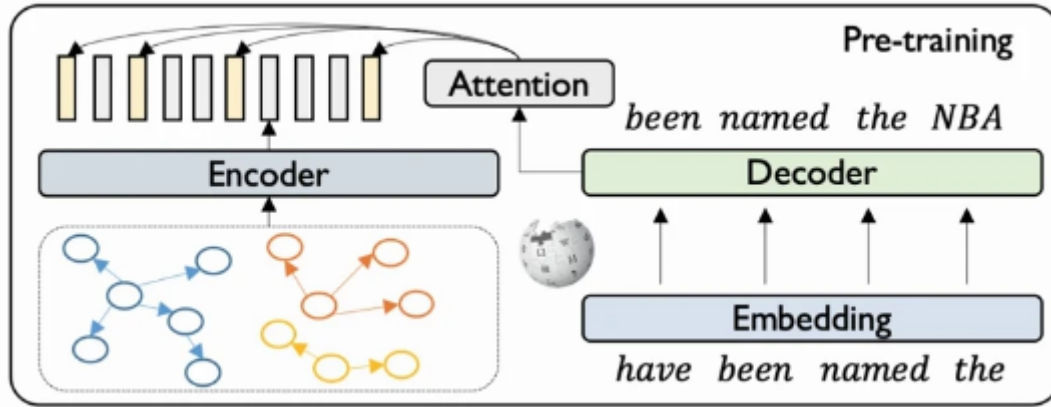 Pre-training
Attention
been named the NBA
Encoder
Decoder
Embedding
have been named the